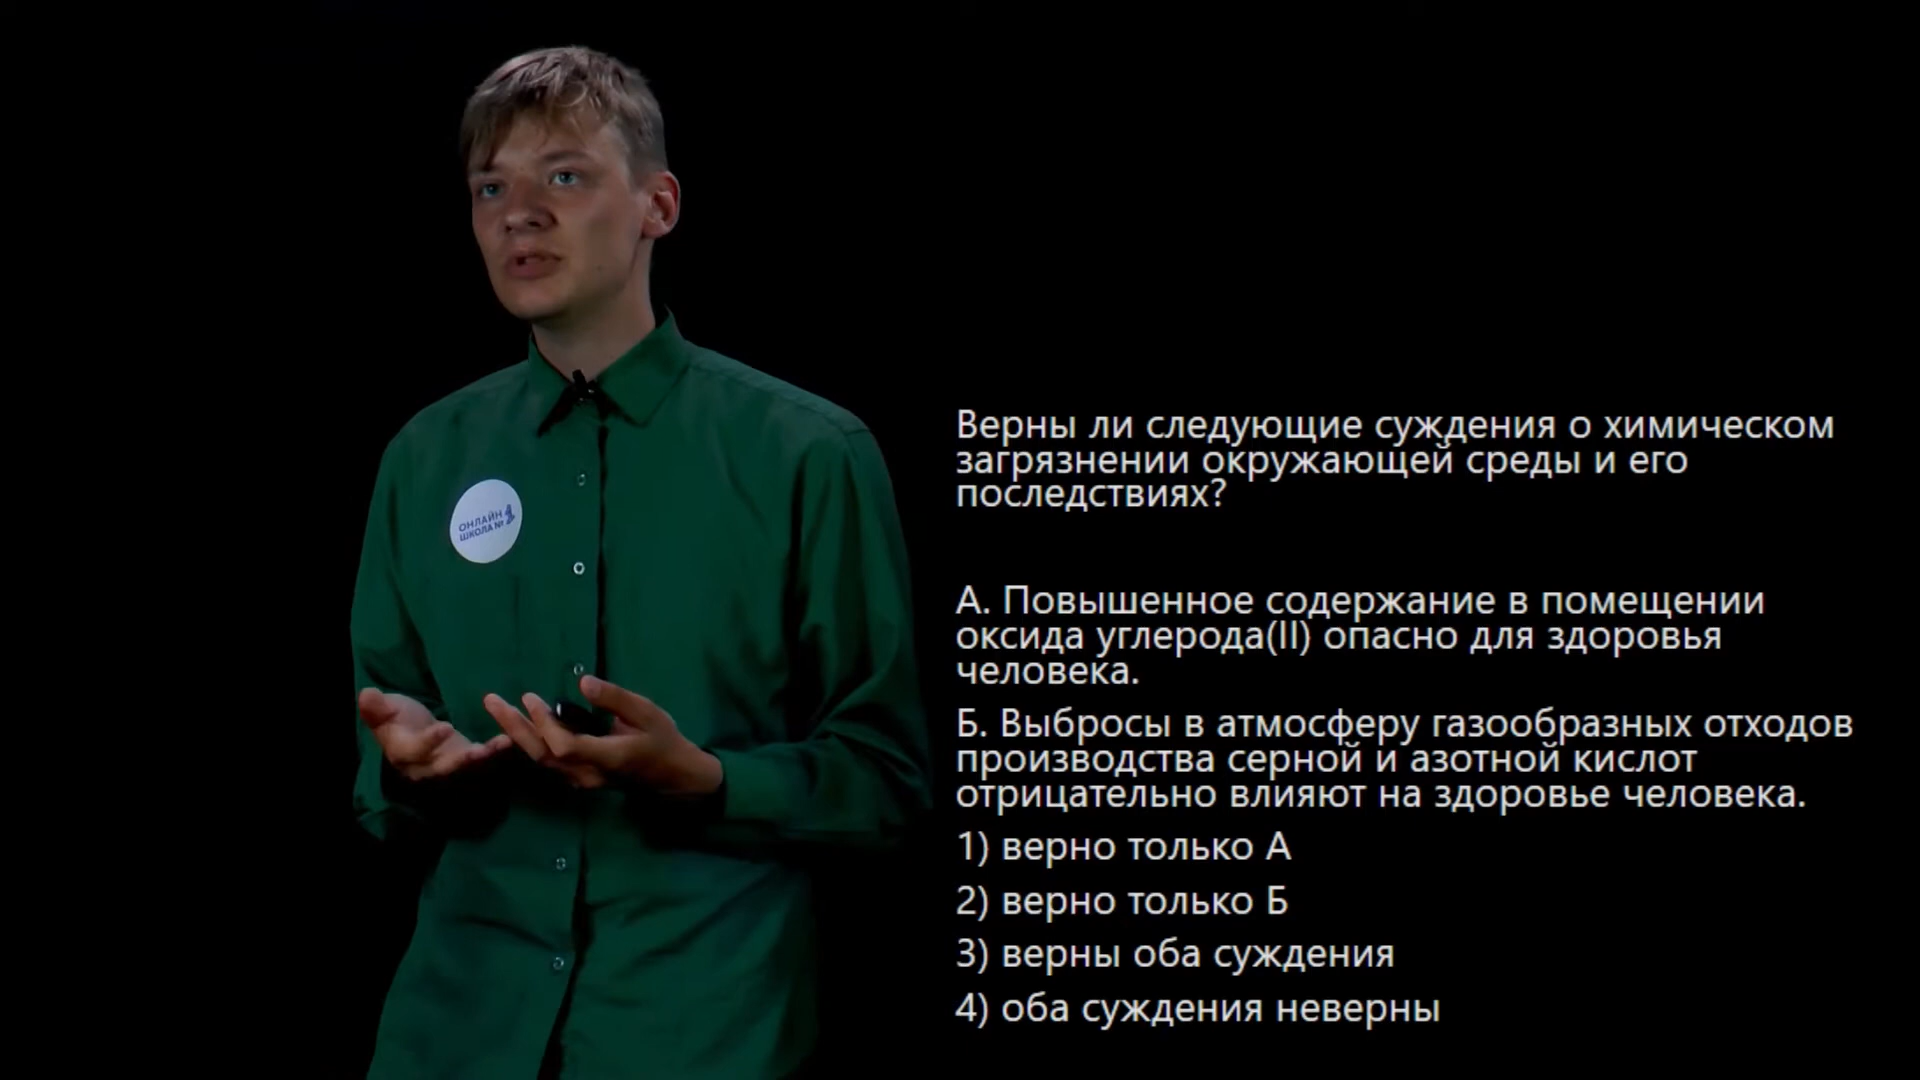 ОНЛАЙН
ШКОЛА №1
Верны ли следующие суждения о химическом
загрязнении окружающей среды и его
последствиях?
А. Повышенное содержание в помещении
оксида углерода(II) опасно для здоровья
человека.
Б. Выбросы в атмосферу газообразных отходов
производства серной и азотной кислот
отрицательно влияют на здоровье человека.
1) верно только А
2) верно только Б
3) верны оба суждения
4) оба суждения неверны